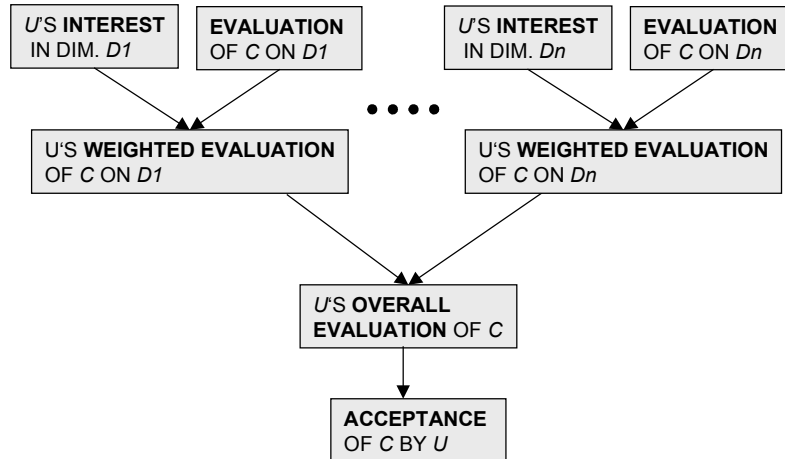 U'S INTEREST
IN DIM. D1
EVALUATION
OF C ON D1
U'S INTEREST
IN DIM. Dn
EVALUATION
OF C ON Dn
U‘S WEIGHTED EVALUATION
OF C ON D1
U‘S WEIGHTED EVALUATION
OF C ON Dn
U‘S OVERALL
EVALUATION OF C
ACCEPTANCE
OF C BY U